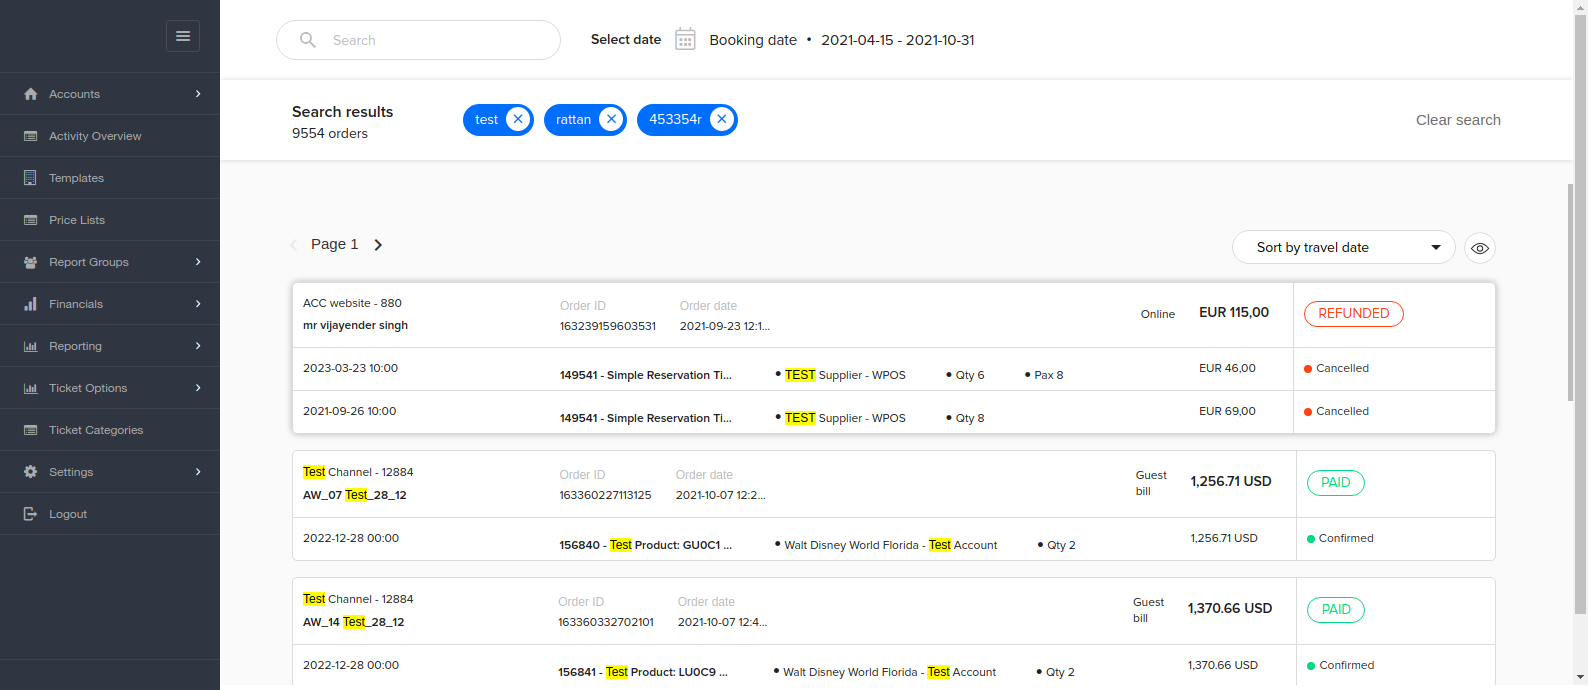 Search
Select date
Booking date • 2021-04-15 - 2021-10-31
Accounts
Activity Overview
Templates
Price Lists
Report Groups
Financials
Reporting
Ticket Options
Ticket Categories
Settings
Logout
Search results
9554 orders
test
rattan
453354r
Clear search
Page 1
Sort by travel date
ACC website - 880
mr vijayender singh
Order ID
163239159603531
Order date
2021-09-23 12:1...
Online
EUR 115,00
REFUNDED
2023-03-23 10:00
149541 - Simple Reservation Ti...
• TEST Supplier - WPOS
• Qty 6
• Pax 8
EUR 46,00
Cancelled
2021-09-26 10:00
149541 - Simple Reservation Ti...
• TEST Supplier - WPOS
• Qty 8
EUR 69,00
Cancelled
Test Channel - 12884
AW_07 Test_28_12
Order ID
163360227113125
Order date
2021-10-07 12:2...
Guest
bill
1,256.71 USD
PAID
2022-12-28 00:00
156840 - Test Product: GU0C1 ...
• Walt Disney World Florida - Test Account
• Qty 2
1,256.71 USD
Confirmed
Test Channel - 12884
AW_14 Test_28_12
Order ID
163360332702101
Order date
2021-10-07 12:4...
Guest
bill
1,370.66 USD
PAID
2022-12-28 00:00
156841 - Test Product: LU0C9 ...
• Walt Disney World Florida - Test Account
• Qty 2
1,370.66 USD
Confirmed